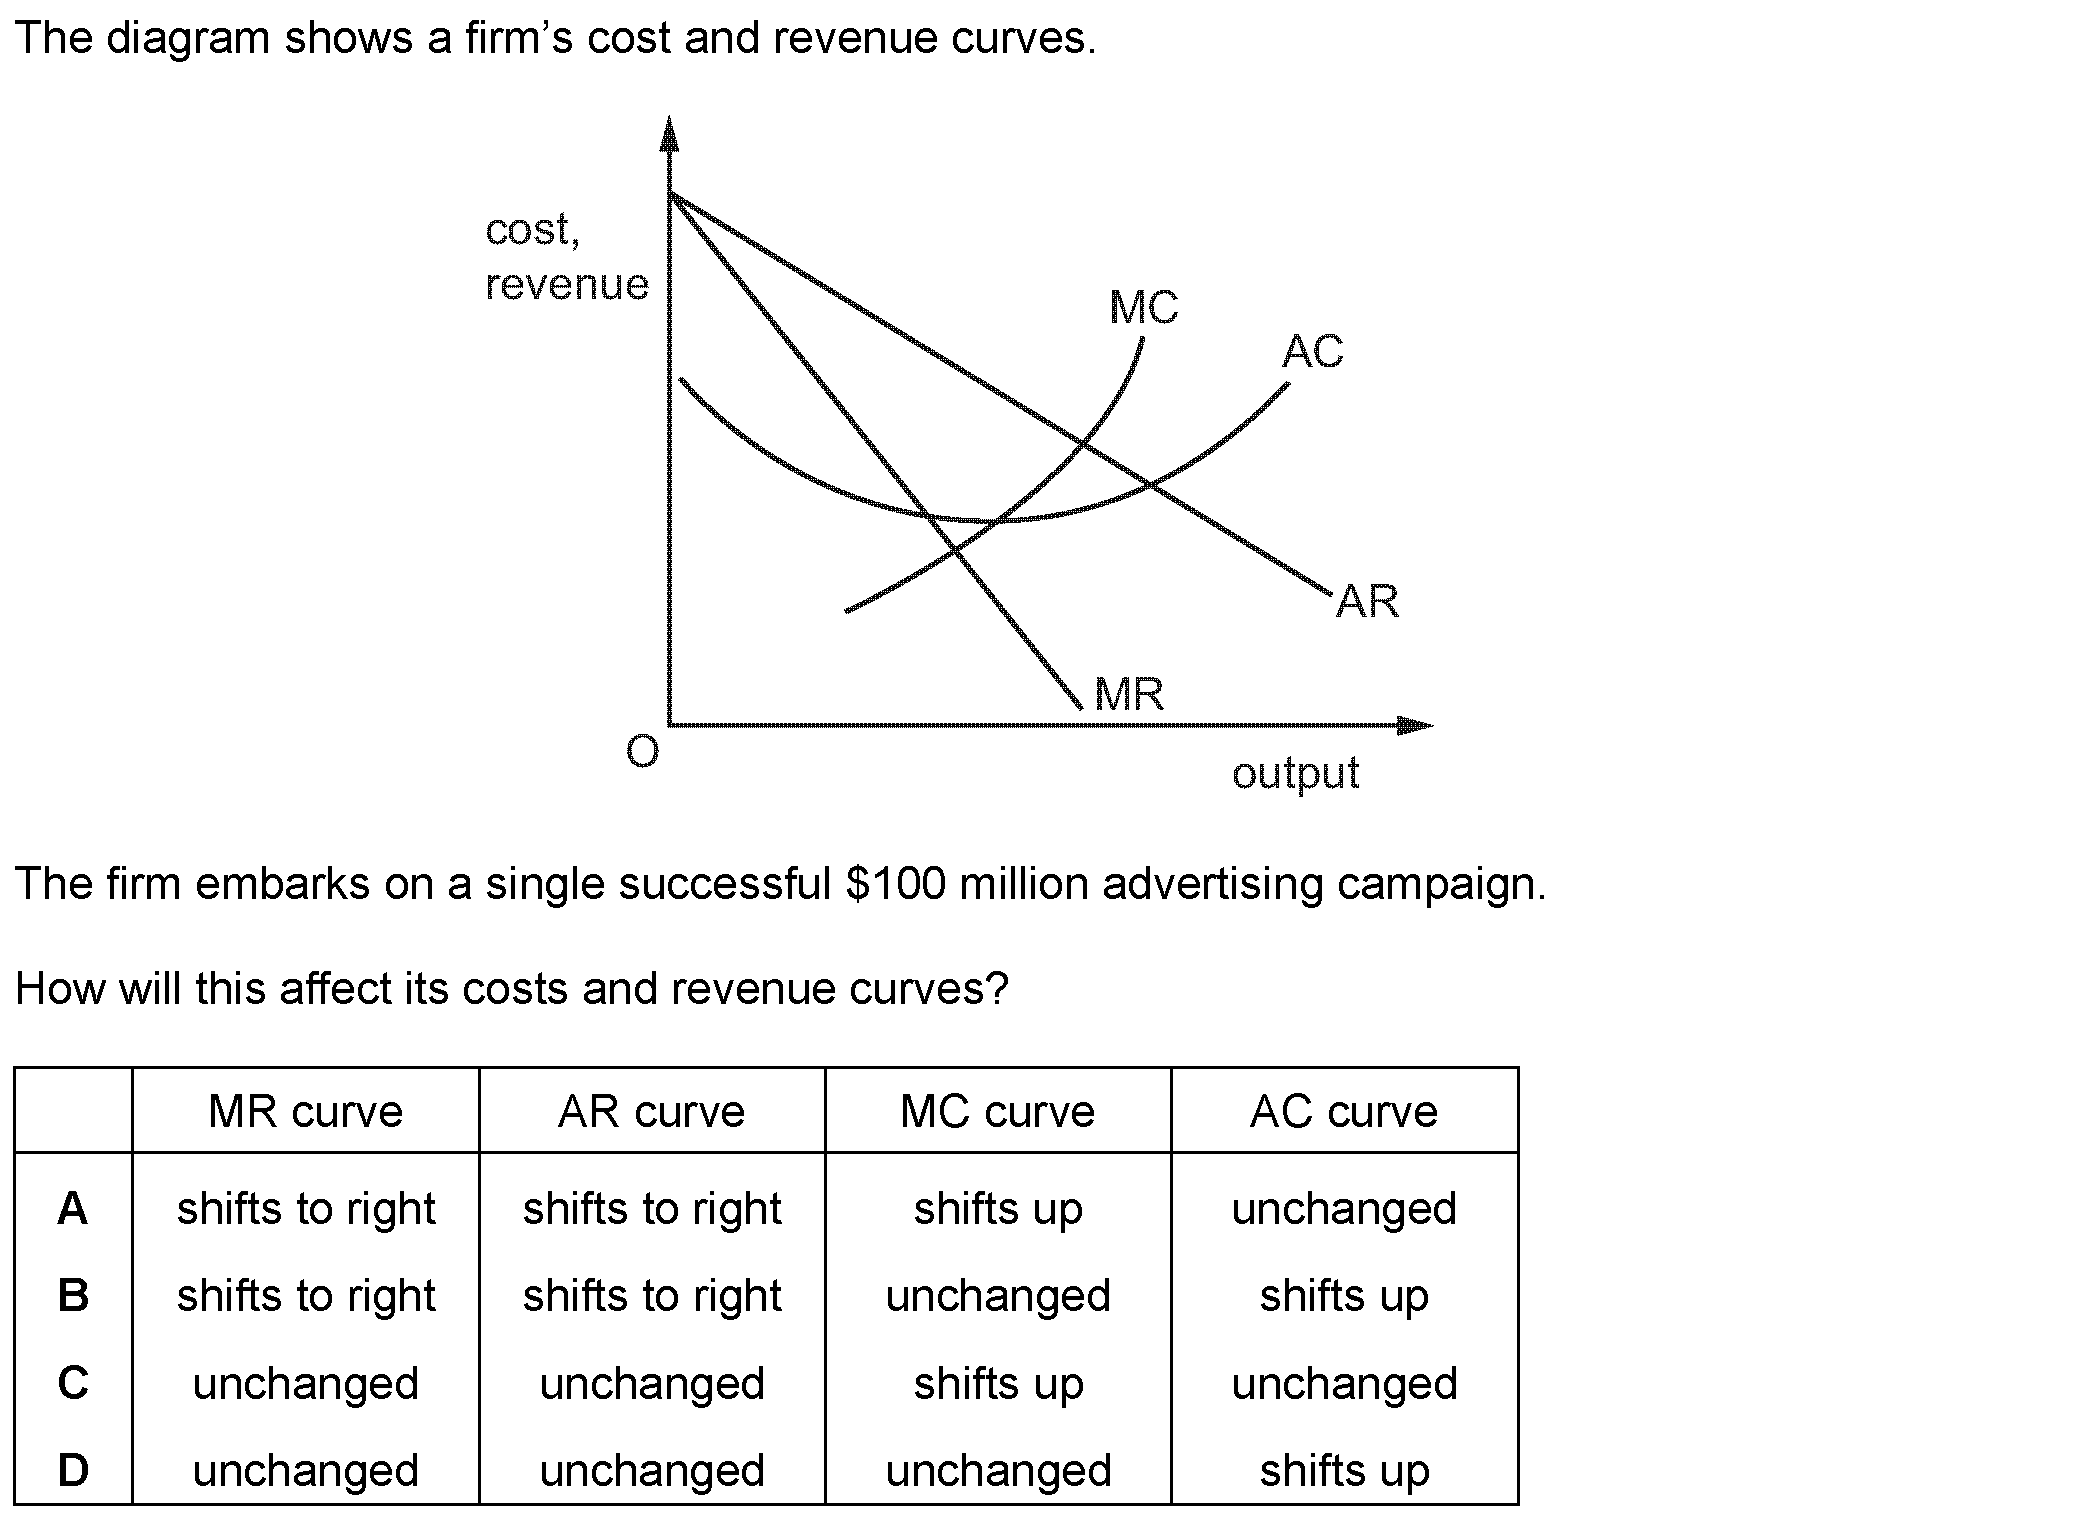 The diagram shows a firm’s cost and revenue curves.
cost,
revenue
MC
AC
AR
MR
O
output
The firm embarks on a single successful $100 million advertising campaign.
How will this affect its costs and revenue curves?
MR curve AR curve MC curve AC curve
A shifts to right shifts to right shifts up unchanged
B shifts to right shifts to right unchanged shifts up
C unchanged unchanged shifts up unchanged
D unchanged unchanged unchanged shifts up